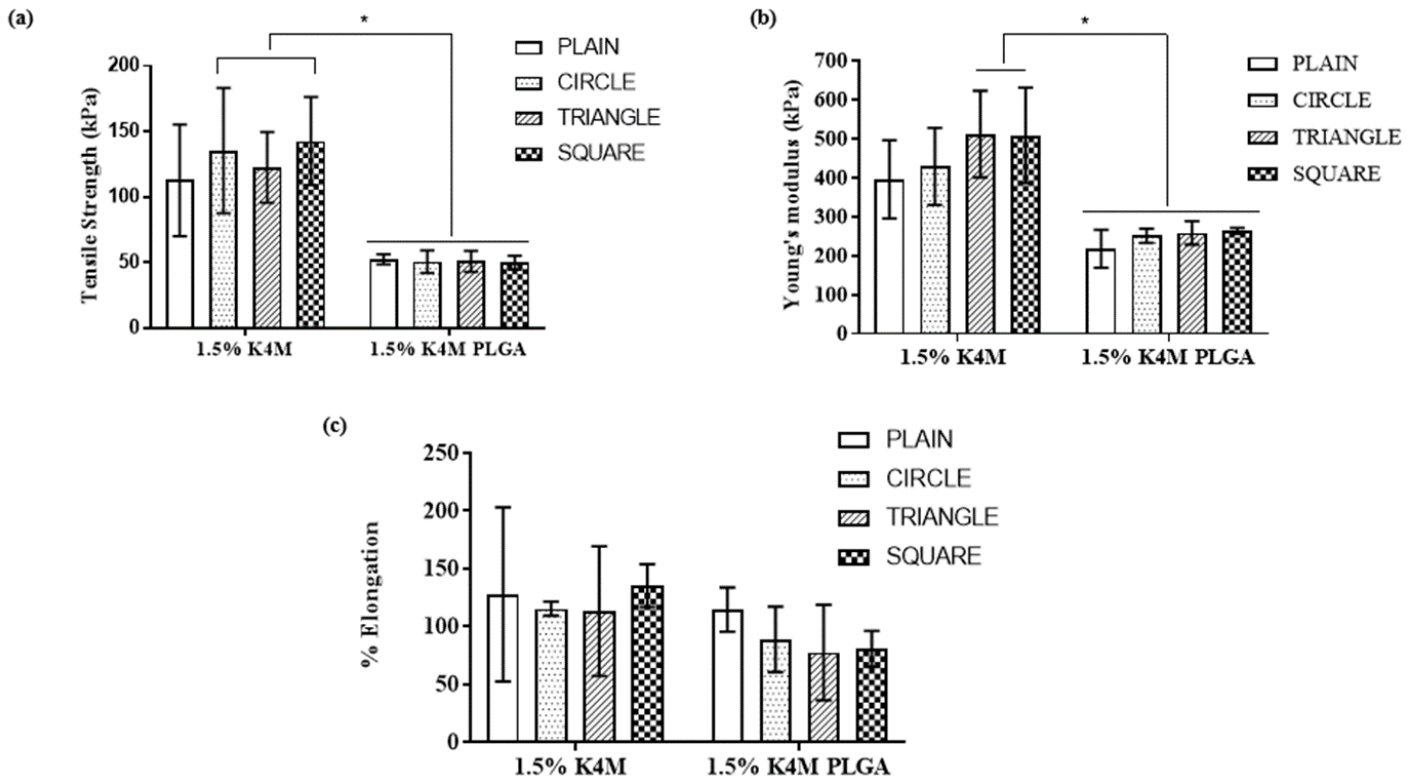 (a)
*
PLAIN
CIRCLE
TRIANGLE
SQUARE
Tensile Strength (kPa)
200
150
100
50
0
1.5% K4M
1.5% K4M PLGA
(b)
*
PLAIN
CIRCLE
TRIANGLE
SQUARE
Young's modulus (kPa)
700
600
500
400
300
200
100
0
1.5% K4M
1.5% K4M PLGA
(c)
PLAIN
CIRCLE
TRIANGLE
SQUARE
% Elongation
250
200
150
100
50
0
1.5% K4M
1.5% K4M PLGA